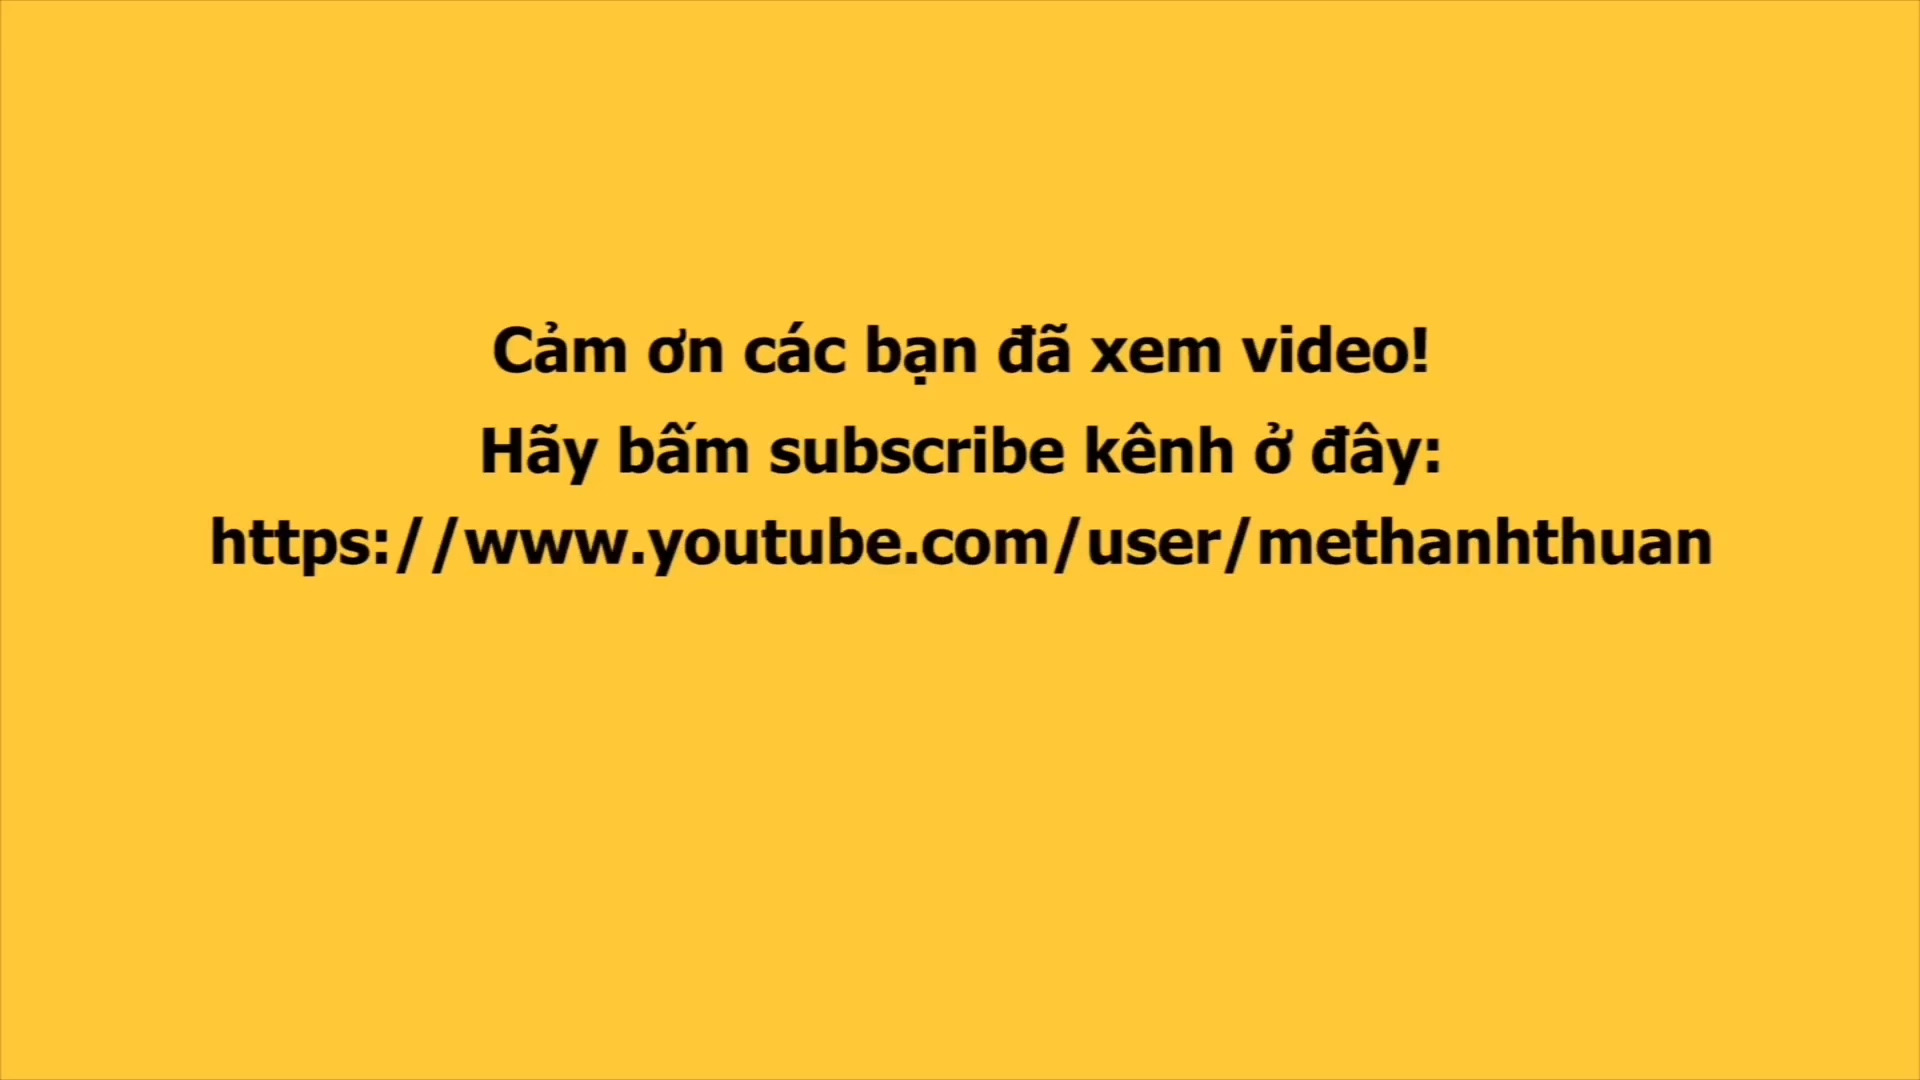 Cảm ơn các bạn đã xem video!
Hãy bấm subscribe kênh ở đây:
https://www.youtube.com/user/methanhthuan